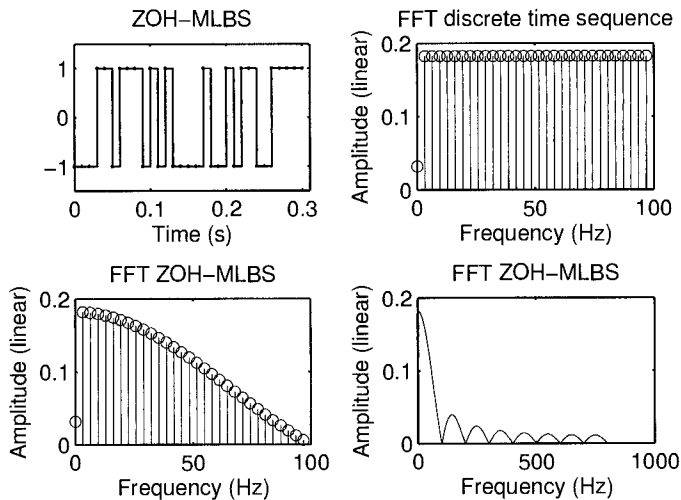 ZOH−MLBS
1
0
−1
0
0.1
0.2
0.3
Time (s)
FFT discrete time sequence
Amplitude (linear)
0.2
0.1
0
0
50
100
Frequency (Hz)
FFT ZOH−MLBS
Amplitude (linear)
0.2
0.1
0
0
50
100
Frequency (Hz)
FFT ZOH−MLBS
Amplitude (linear)
0.2
0.1
0
0
500
1000
Frequency (Hz)